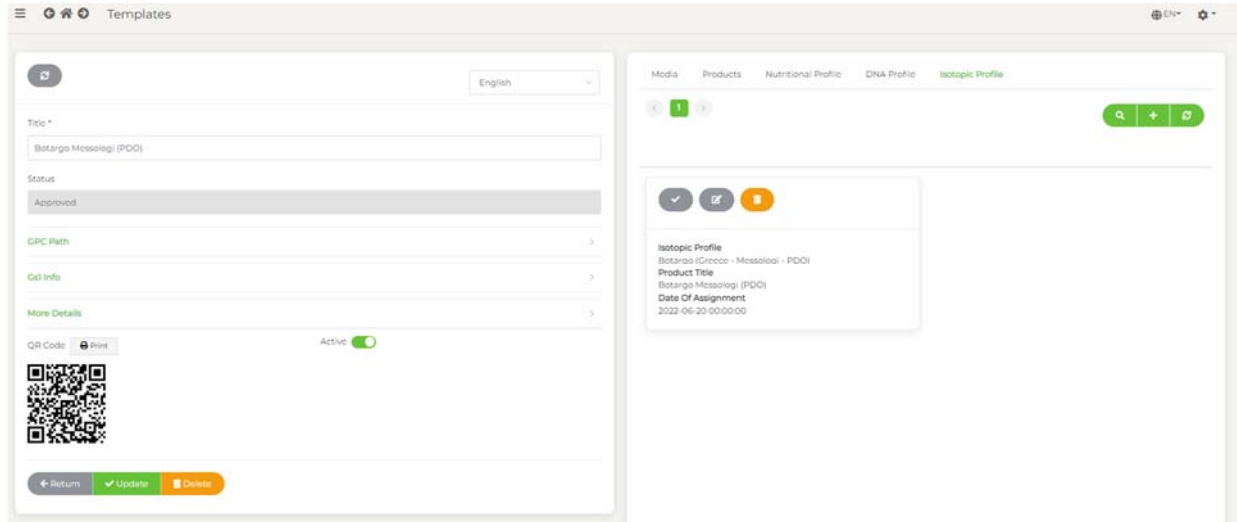 Templates
EN
English
Title *
Botargo Messologi (PDO)
Status
Approved
GPC Path
Gs1 Info
More Details
QR Code Print Active
Return Update Delete
Media Products Nutritional Profile DNA Profile Isotopic Profile
1
Isotopic Profile
Botargo (Greece - Messologi - PDO)
Product Title
Botargo Messologi (PDO)
Date Of Assignment
2022-06-20 00:00:00